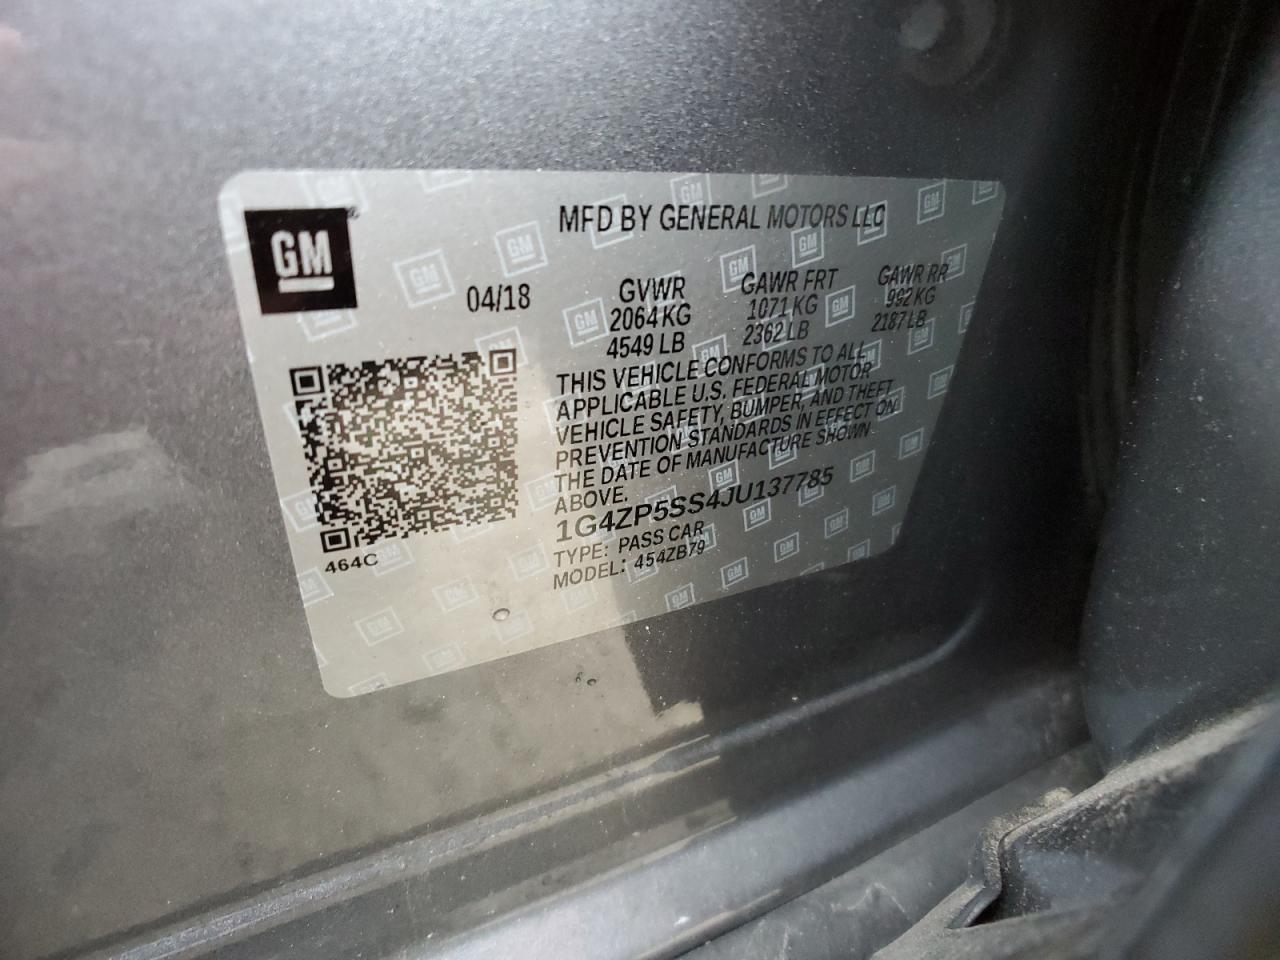 MFD BY GENERAL MOTORS LLC
GM
04/18
GVWR GAWR FRT GAWR RR
2064 KG 1071 KG 992 KG
4549 LB 2362 LB 2187 LB
THIS VEHICLE CONFORMS TO ALL
APPLICABLE U.S. FEDERAL MOTOR
VEHICLE SAFETY, BUMPER, AND THEFT
PREVENTION STANDARDS IN EFFECT ON
THE DATE OF MANUFACTURE SHOWN
ABOVE.
1G4ZP5SS4JU137785
TYPE: PASS CAR
MODEL: 454ZB79
464C